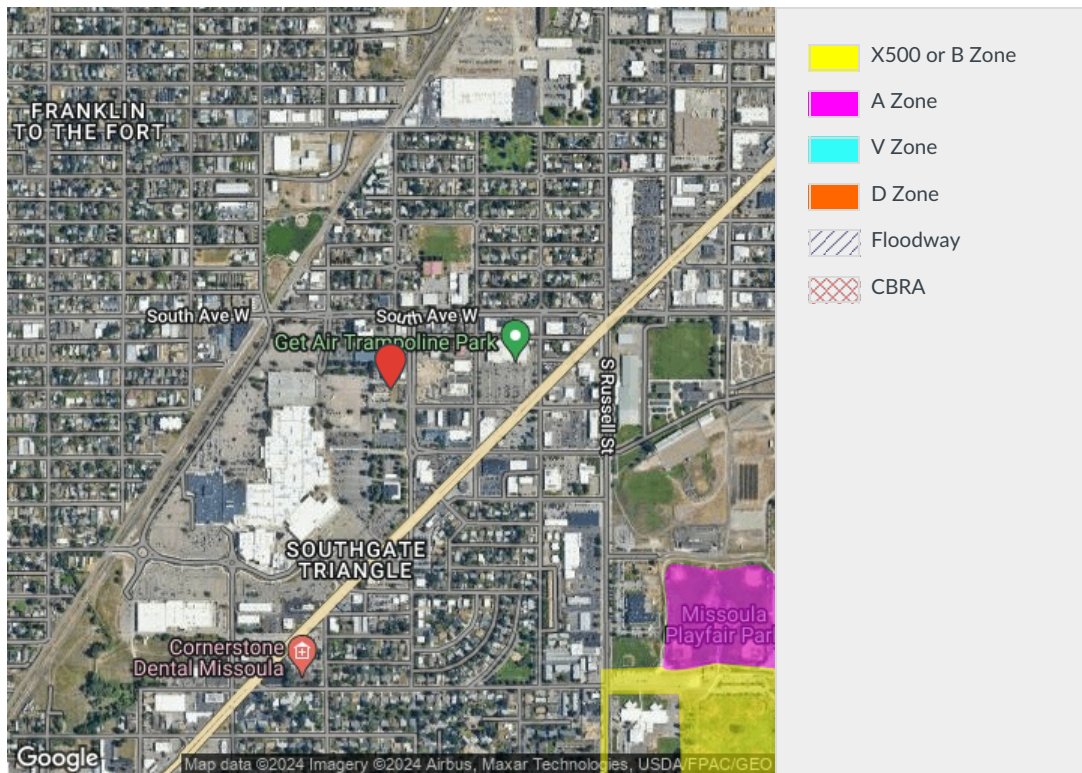 FRANKLIN
TO THE FORT
South Ave W
South Ave W
Get Air Trampoline Park
S Russell St
SOUTHGATE
TRIANGLE
Missoula
Playfair Par
Cornerstone
Dental Missoula
Google
Map data ©2024 Imagery ©2024 Airbus, Maxar Technologies, USDA/FPAC/GEO
X500 or B Zone
A Zone
V Zone
D Zone
Floodway
CBRA